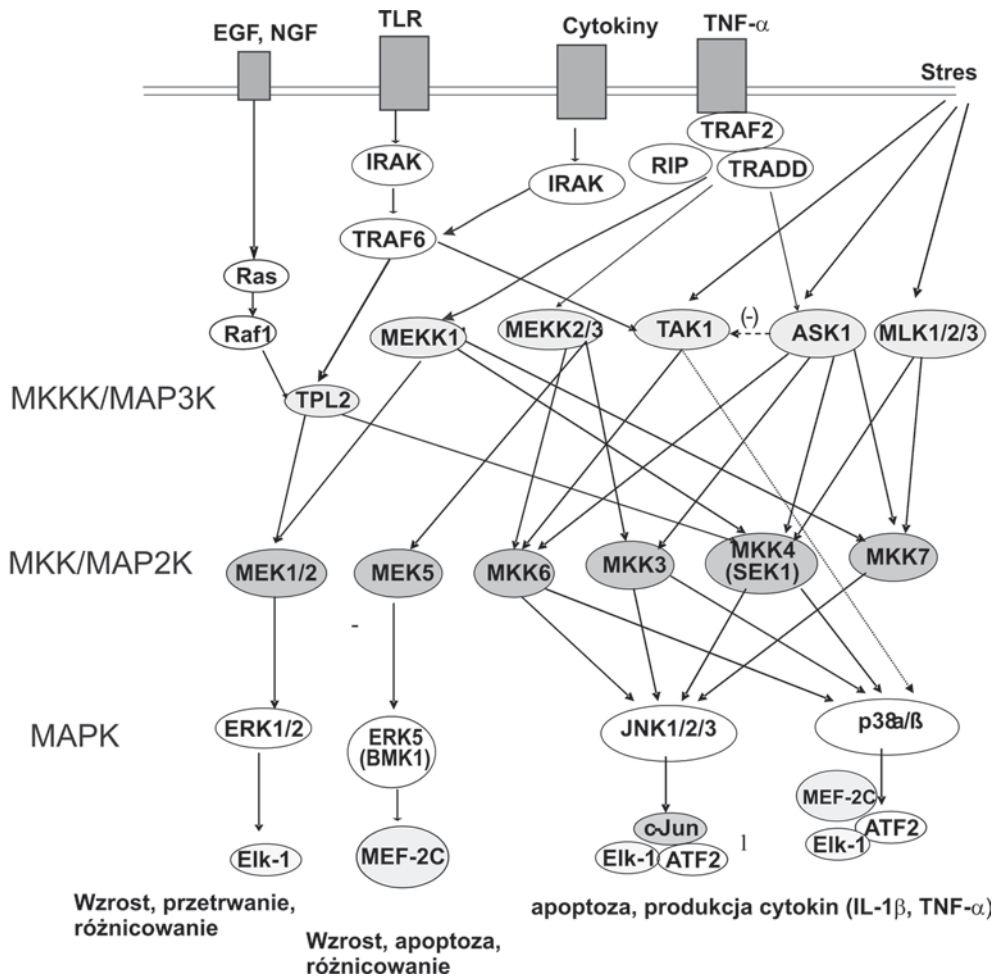 EGF, NGF
TLR
Cytokiny
TNF-α
Stres
TRAF2
IRAK
RIP
TRADD
IRAK
TRAF6
Ras
Raf1
MEKK1
MEKK2/3
TAK1
(-)
ASK1
MLK1/2/3
MKKK/MAP3K
TPL2
MKK/MAP2K
MEK1/2
MEK5
MKK6
MKK3
MKK4
(SEK1)
MKK7
-
MAPK
ERK1/2
ERK5
(BMK1)
JNK1/2/3
p38a/ß
MEF-2C
ATF2
Elk-1
c-Jun
Elk-1
ATF2
l
Elk-1
MEF-2C
Wzrost, przetrwanie,
różnicowanie
Wzrost, apoptoza,
różnicowanie
apoptoza, produkcja cytokin (IL-1β, TNF-α)